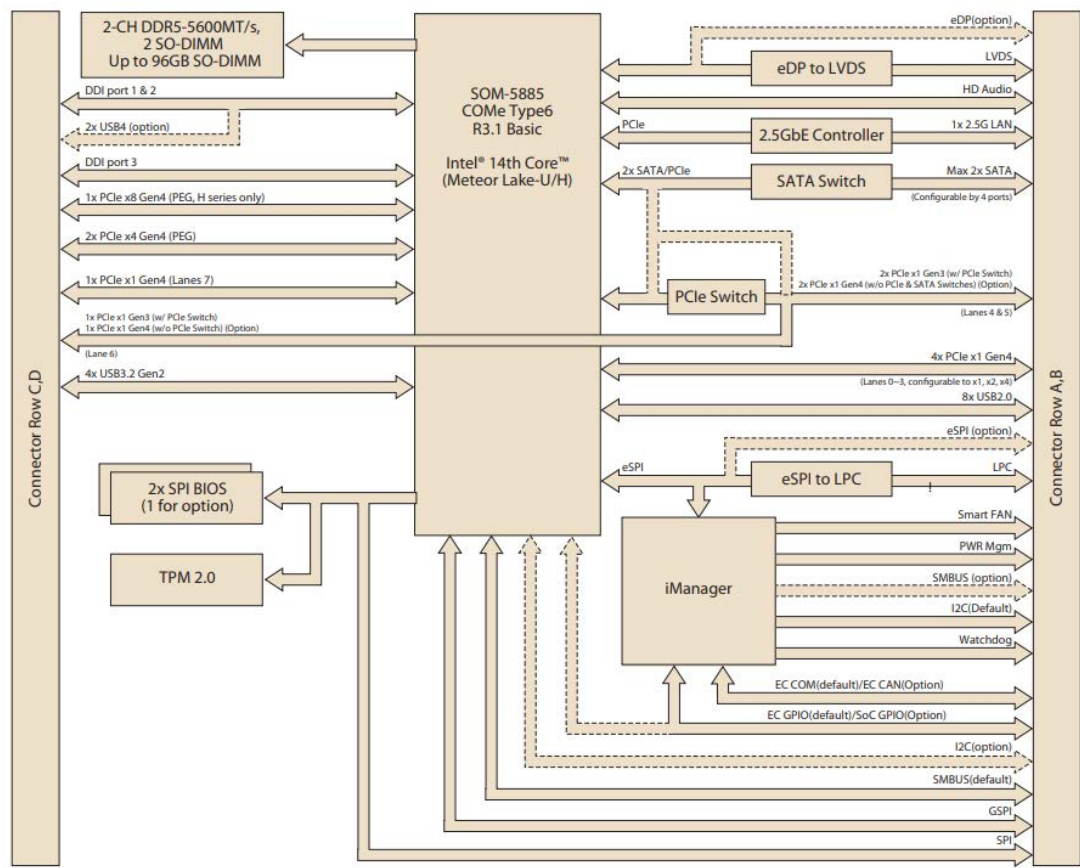 2-CH DDR5-5600MT/s,
2 SO-DIMM
Up to 96GB SO-DIMM
DDI port 1 & 2
2x USB4 (option)
DDI port 3
1x PCIe x8 Gen4 (PEG, H series only)
2x PCIe x4 Gen4 (PEG)
1x PCIe x1 Gen4 (Lanes 7)
1x PCIe x1 Gen3 (w/ PCIe Switch)
1x PCIe x1 Gen4 (w/o PCIe Switch) (Option)
(Lane 6)
4x USB3.2 Gen2
Connector Row C,D
2x SPI BIOS
(1 for option)
TPM 2.0
SOM-5885
COMe Type6
R3.1 Basic
Intel® 14th Core™
(Meteor Lake-U/H)
eDP(option)
eDP to LVDS
LVDS
HD Audio
PCIe
2.5GbE Controller
1x 2.5G LAN
2x SATA/PCIe
SATA Switch
Max 2x SATA
(Configurable by 4 ports)
PCIe Switch
2x PCIe x1 Gen3 (w/ PCIe Switch)
2x PCIe x1 Gen4 (w/o PCIe & SATA Switches) (Option)
(Lanes 4 & 5)
4x PCIe x1 Gen4
(Lanes 0~3, configurable to x1, x2, x4)
8x USB2.0
eSPI (option)
eSPI
eSPI to LPC
LPC
iManager
Smart FAN
PWR Mgm
SMBUS (option)
I2C(Default)
Watchdog
EC COM(default)/EC CAN(Option)
EC GPIO(default)/SoC GPIO(Option)
I2C(option)
SMBUS(default)
GSPI
SPI
Connector Row A,B